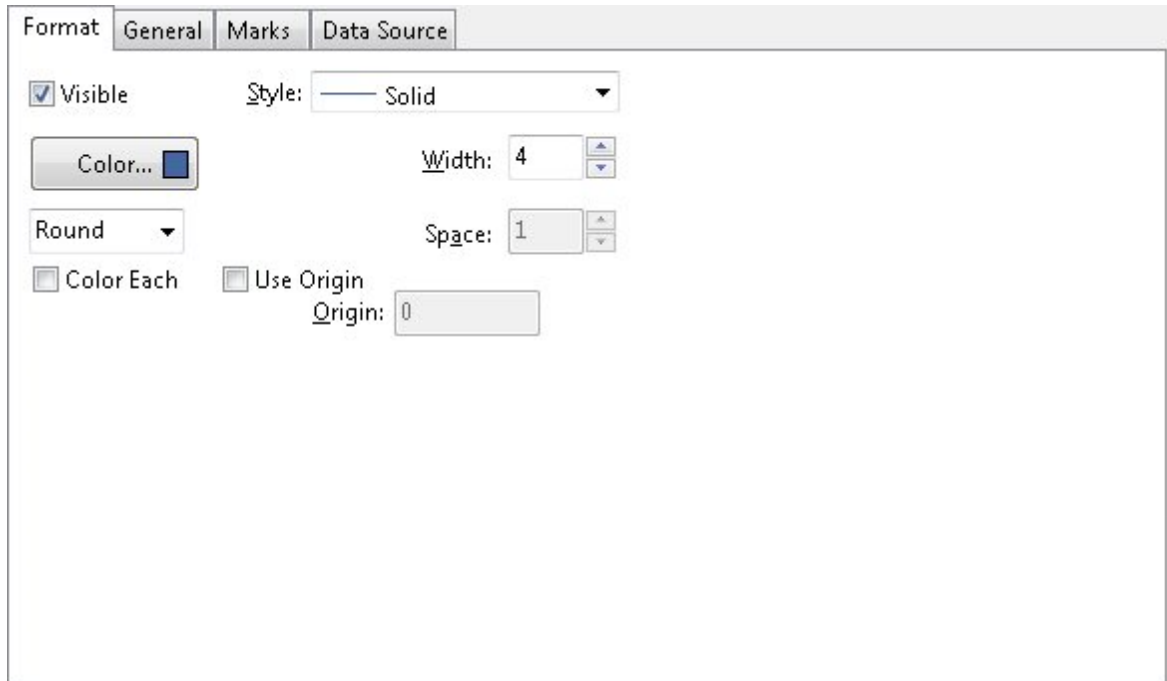 Format General Marks Data Source
Visible Style: Solid
Color... Width: 4
Round Space: 1
Color Each Use Origin
Origin: 0